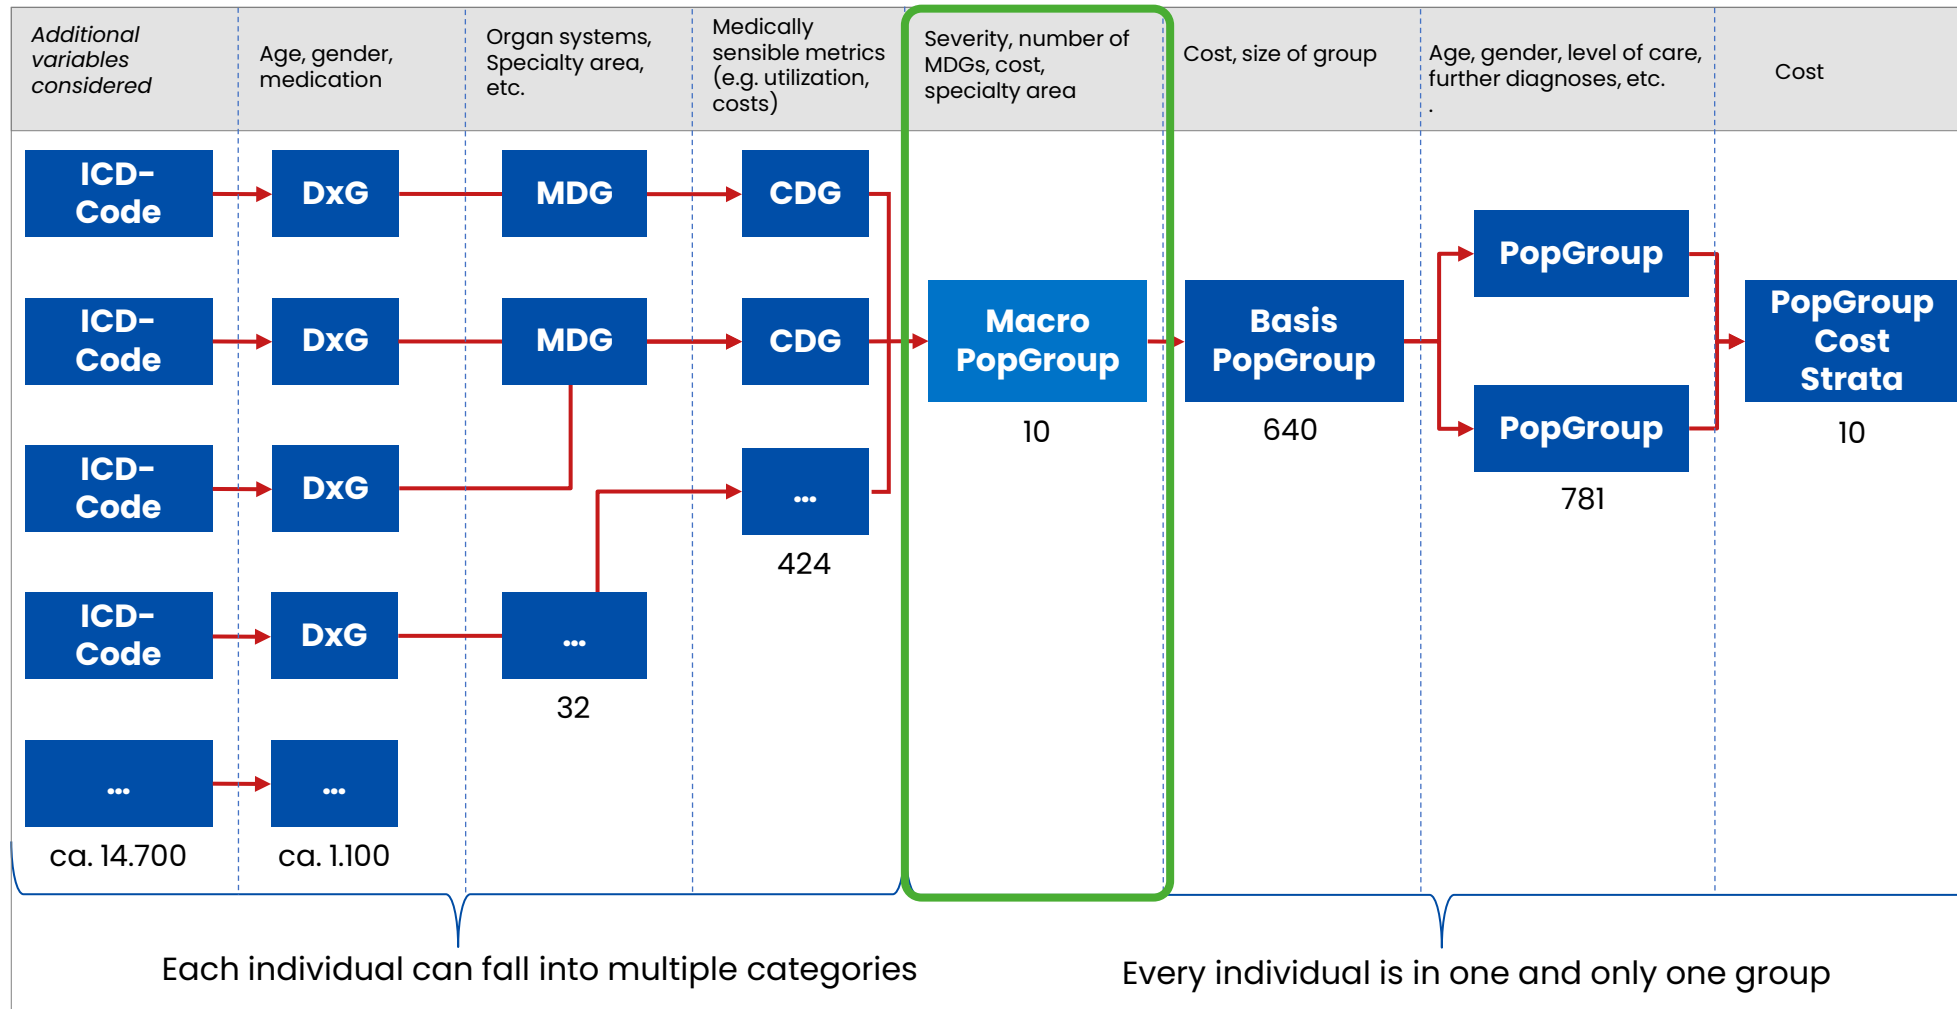 Additional
variables
considered
Age, gender,
medication
Organ systems,
Specialty area,
etc.
Medically
sensible metrics
(e.g. utilization,
costs)
Severity, number of
MDGs, cost,
specialty area
Cost, size of group
Age, gender, level of care,
further diagnoses, etc.
.
Cost
ICD-
Code
DxG
MDG
CDG
ICD-
Code
DxG
MDG
CDG
ICD-
Code
DxG
...
424
ICD-
Code
DxG
...
32
...
...
ca. 14.700
ca. 1.100
Macro
PopGroup
10
Basis
PopGroup
640
PopGroup
PopGroup
781
PopGroup
Cost
Strata
10
Each individual can fall into multiple categories
Every individual is in one and only one group